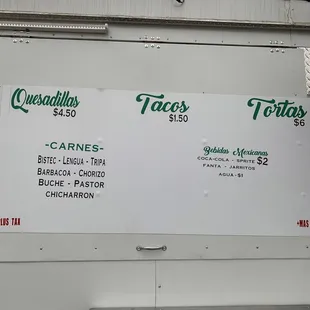 Quesadillas
$4.50
Tacos
$1.50
Tortas
$6
-CARNES-
BISTEC - LENGUA - TRIPA
BARBACOA - CHORIZO
BUCHE - PASTOR
CHICHARRON
Bebidas Mexicanas
COCA-COLA - SPRITE $2
FANTA - JARRITOS
AGUA - $1
LUS TAX
+MAS